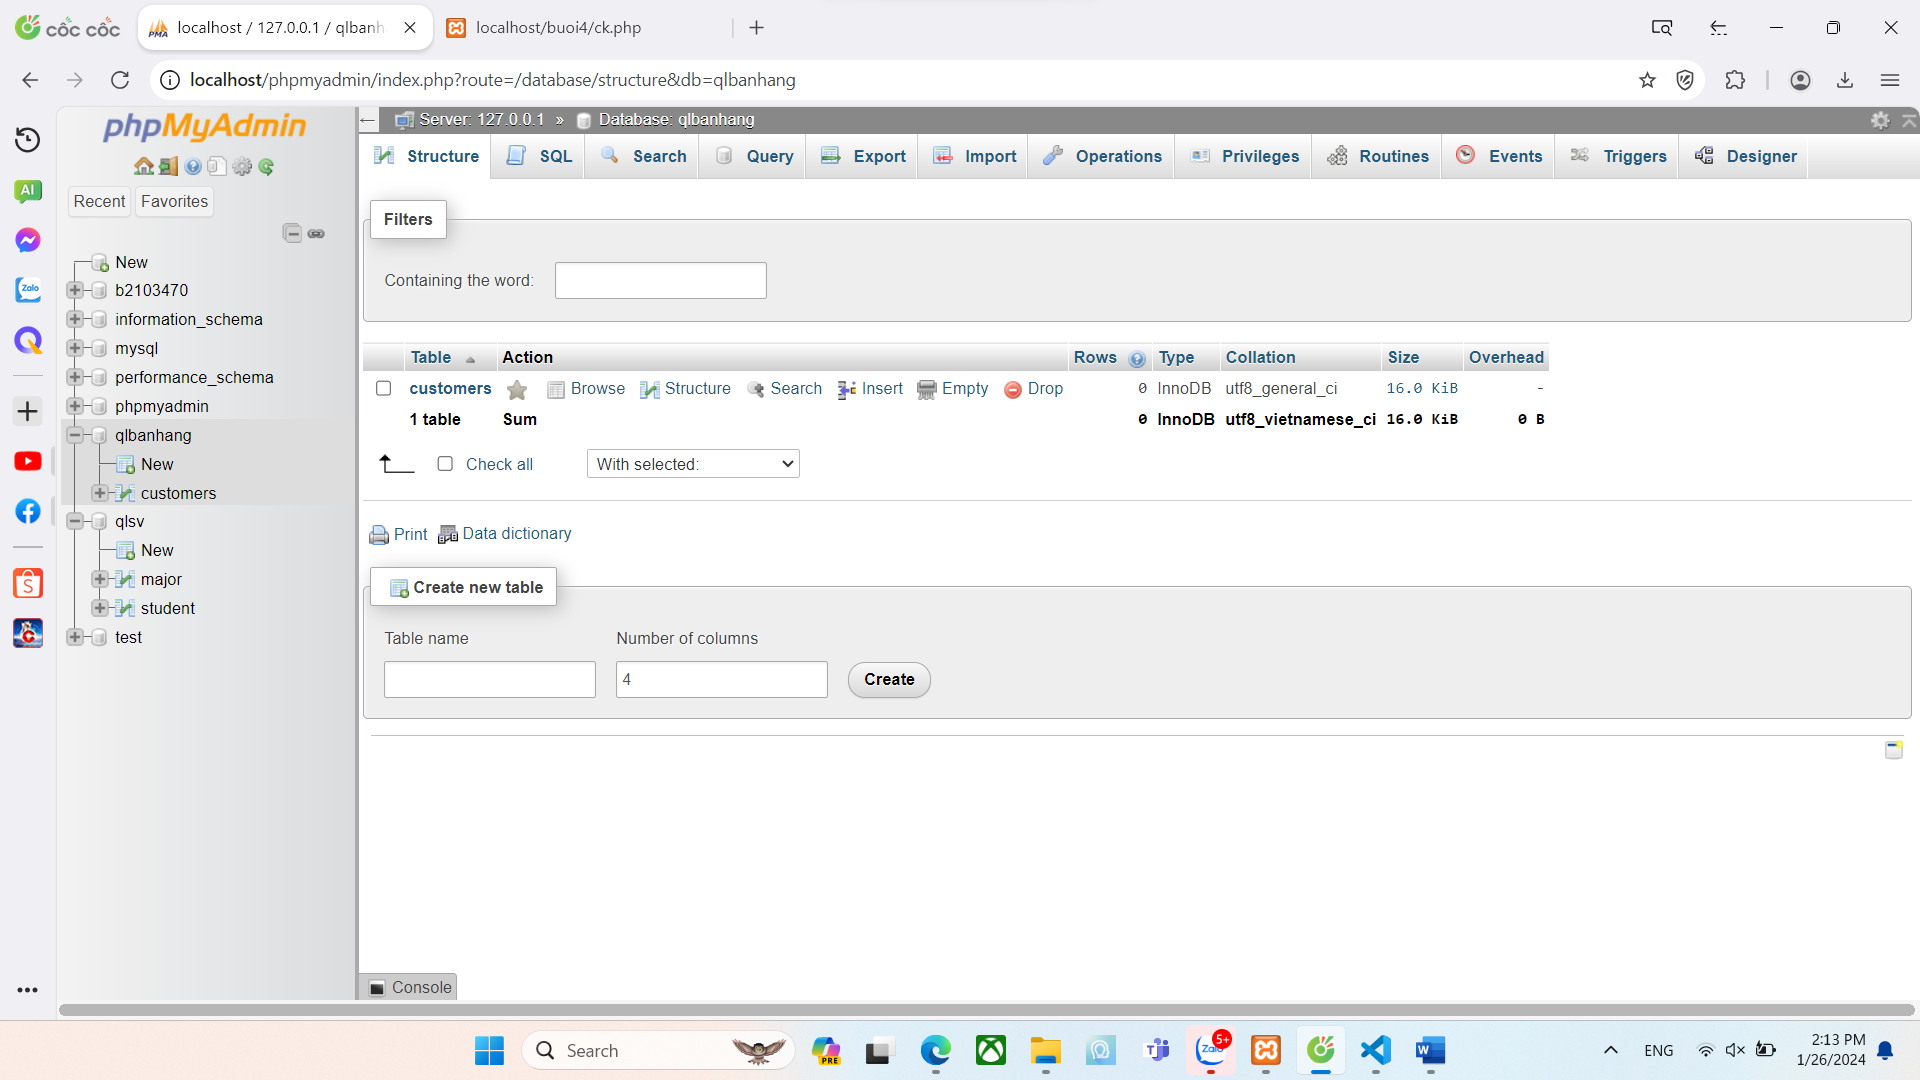 cốc cốc
localhost / 127.0.0.1 / qlbanh
localhost/buoi4/ck.php
localhost/phpmyadmin/index.php?route=/database/structure&db=qlbanhang
phpMyAdmin
Recent
Favorites
New
b2103470
information_schema
mysql
performance_schema
phpmyadmin
qlbanhang
New
customers
qlsv
New
major
student
test
Server: 127.0.0.1 » Database: qlbanhang
Structure SQL Search Query Export Import Operations Privileges Routines Events Triggers Designer
Filters
Containing the word:
Table Action Rows Type Collation Size Overhead
customers Browse Structure Search Insert Empty Drop 0 InnoDB utf8_general_ci 16.0 KiB -
1 table Sum 0 InnoDB utf8_vietnamese_ci 16.0 KiB 0 B
Check all With selected:
Print Data dictionary
Create new table
Table name Number of columns
4 Create
Console
AI
Zalo
Search
PRE
Zalo
5+
ENG
2:13 PM
1/26/2024